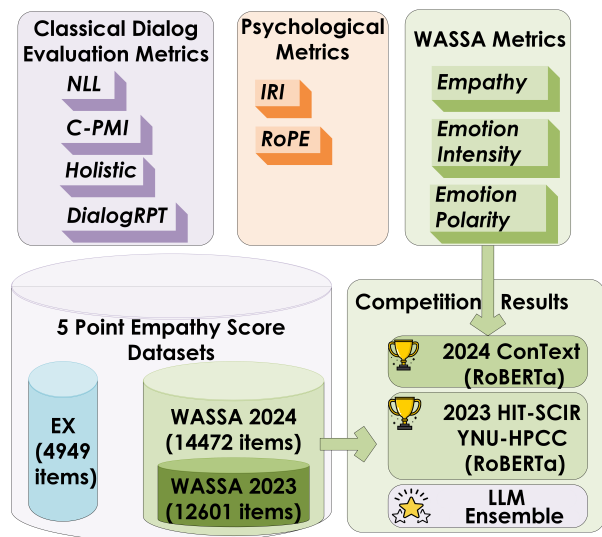 Classical Dialog
Evaluation Metrics
NLL
C-PMI
Holistic
DialogRPT
Psychological
Metrics
IRI
RoPE
WASSA Metrics
Empathy
Emotion
Intensity
Emotion
Polarity
5 Point Empathy Score
Datasets
EX
(4949
items)
WASSA 2024
(14472 items)
WASSA 2023
(12601 items)
Competition Results
2024 ConText
(RoBERTa)
2023 HIT-SCIR
YNU-HPCC
(RoBERTa)
LLM
Ensemble